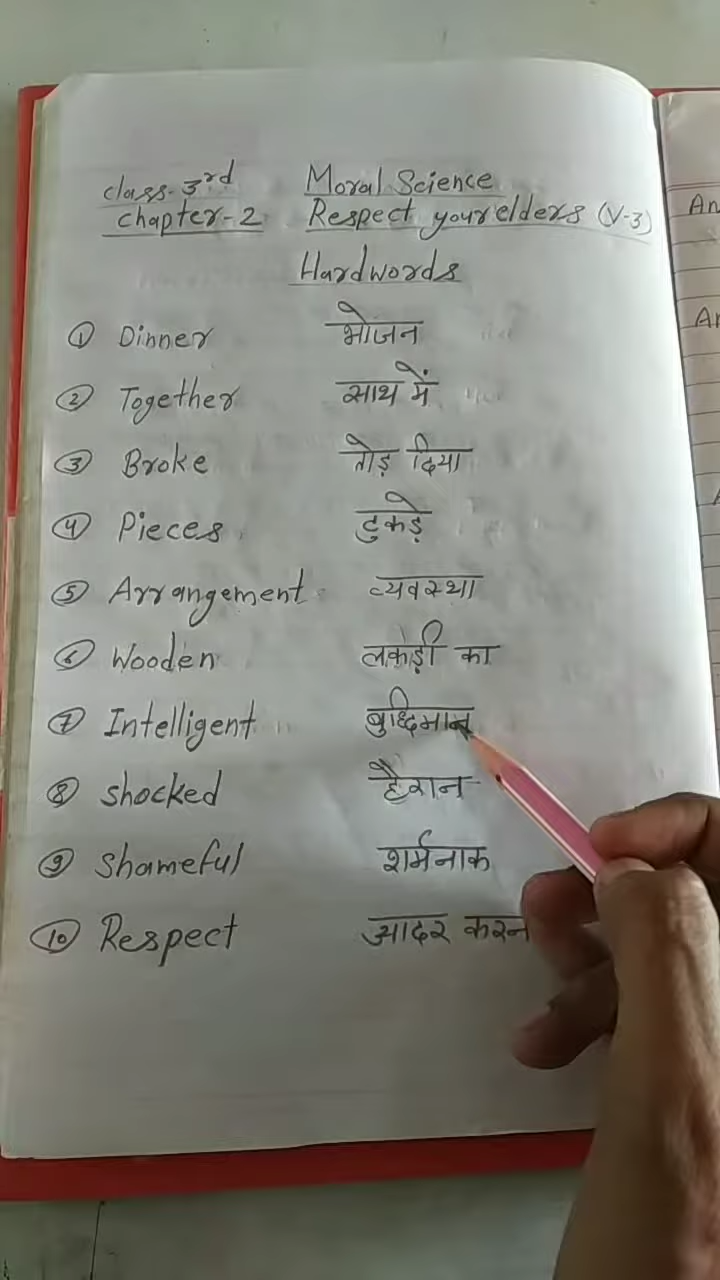 class-3rd Moral Science
chapter-2 Respect your elders (V-3)
Hardwords
① Dinner भोजन
② Together साथ में
③ Broke तोड़ दिया
④ Pieces टुकड़े
⑤ Arrangement व्यवस्था
⑥ Wooden लकड़ी का
⑦ Intelligent बुद्धिमान
⑧ shocked हैरान
⑨ shameful शर्मनाक
⑩ Respect आदर करन
An
Ar